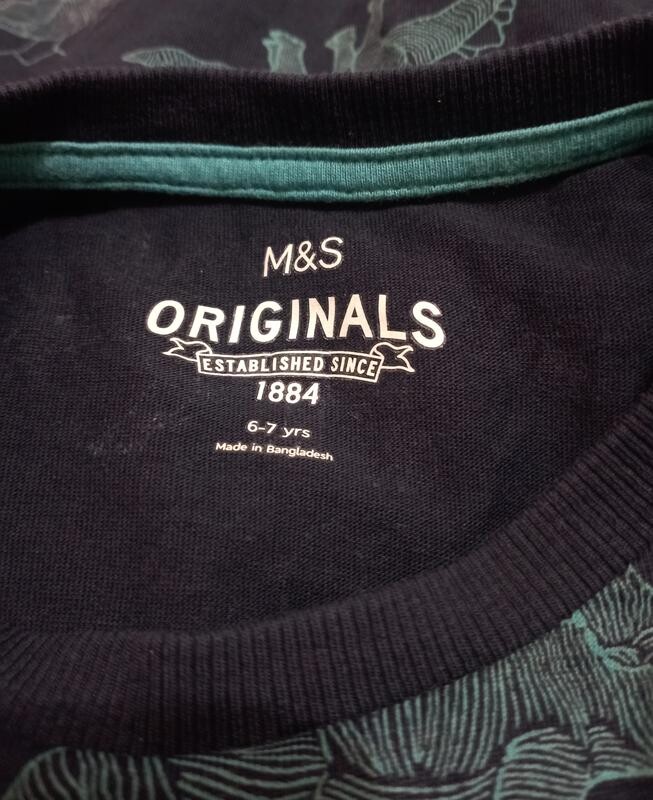 M&S
ORIGINALS
ESTABLISHED SINCE
1884
6-7 yrs
Made in Bangladesh